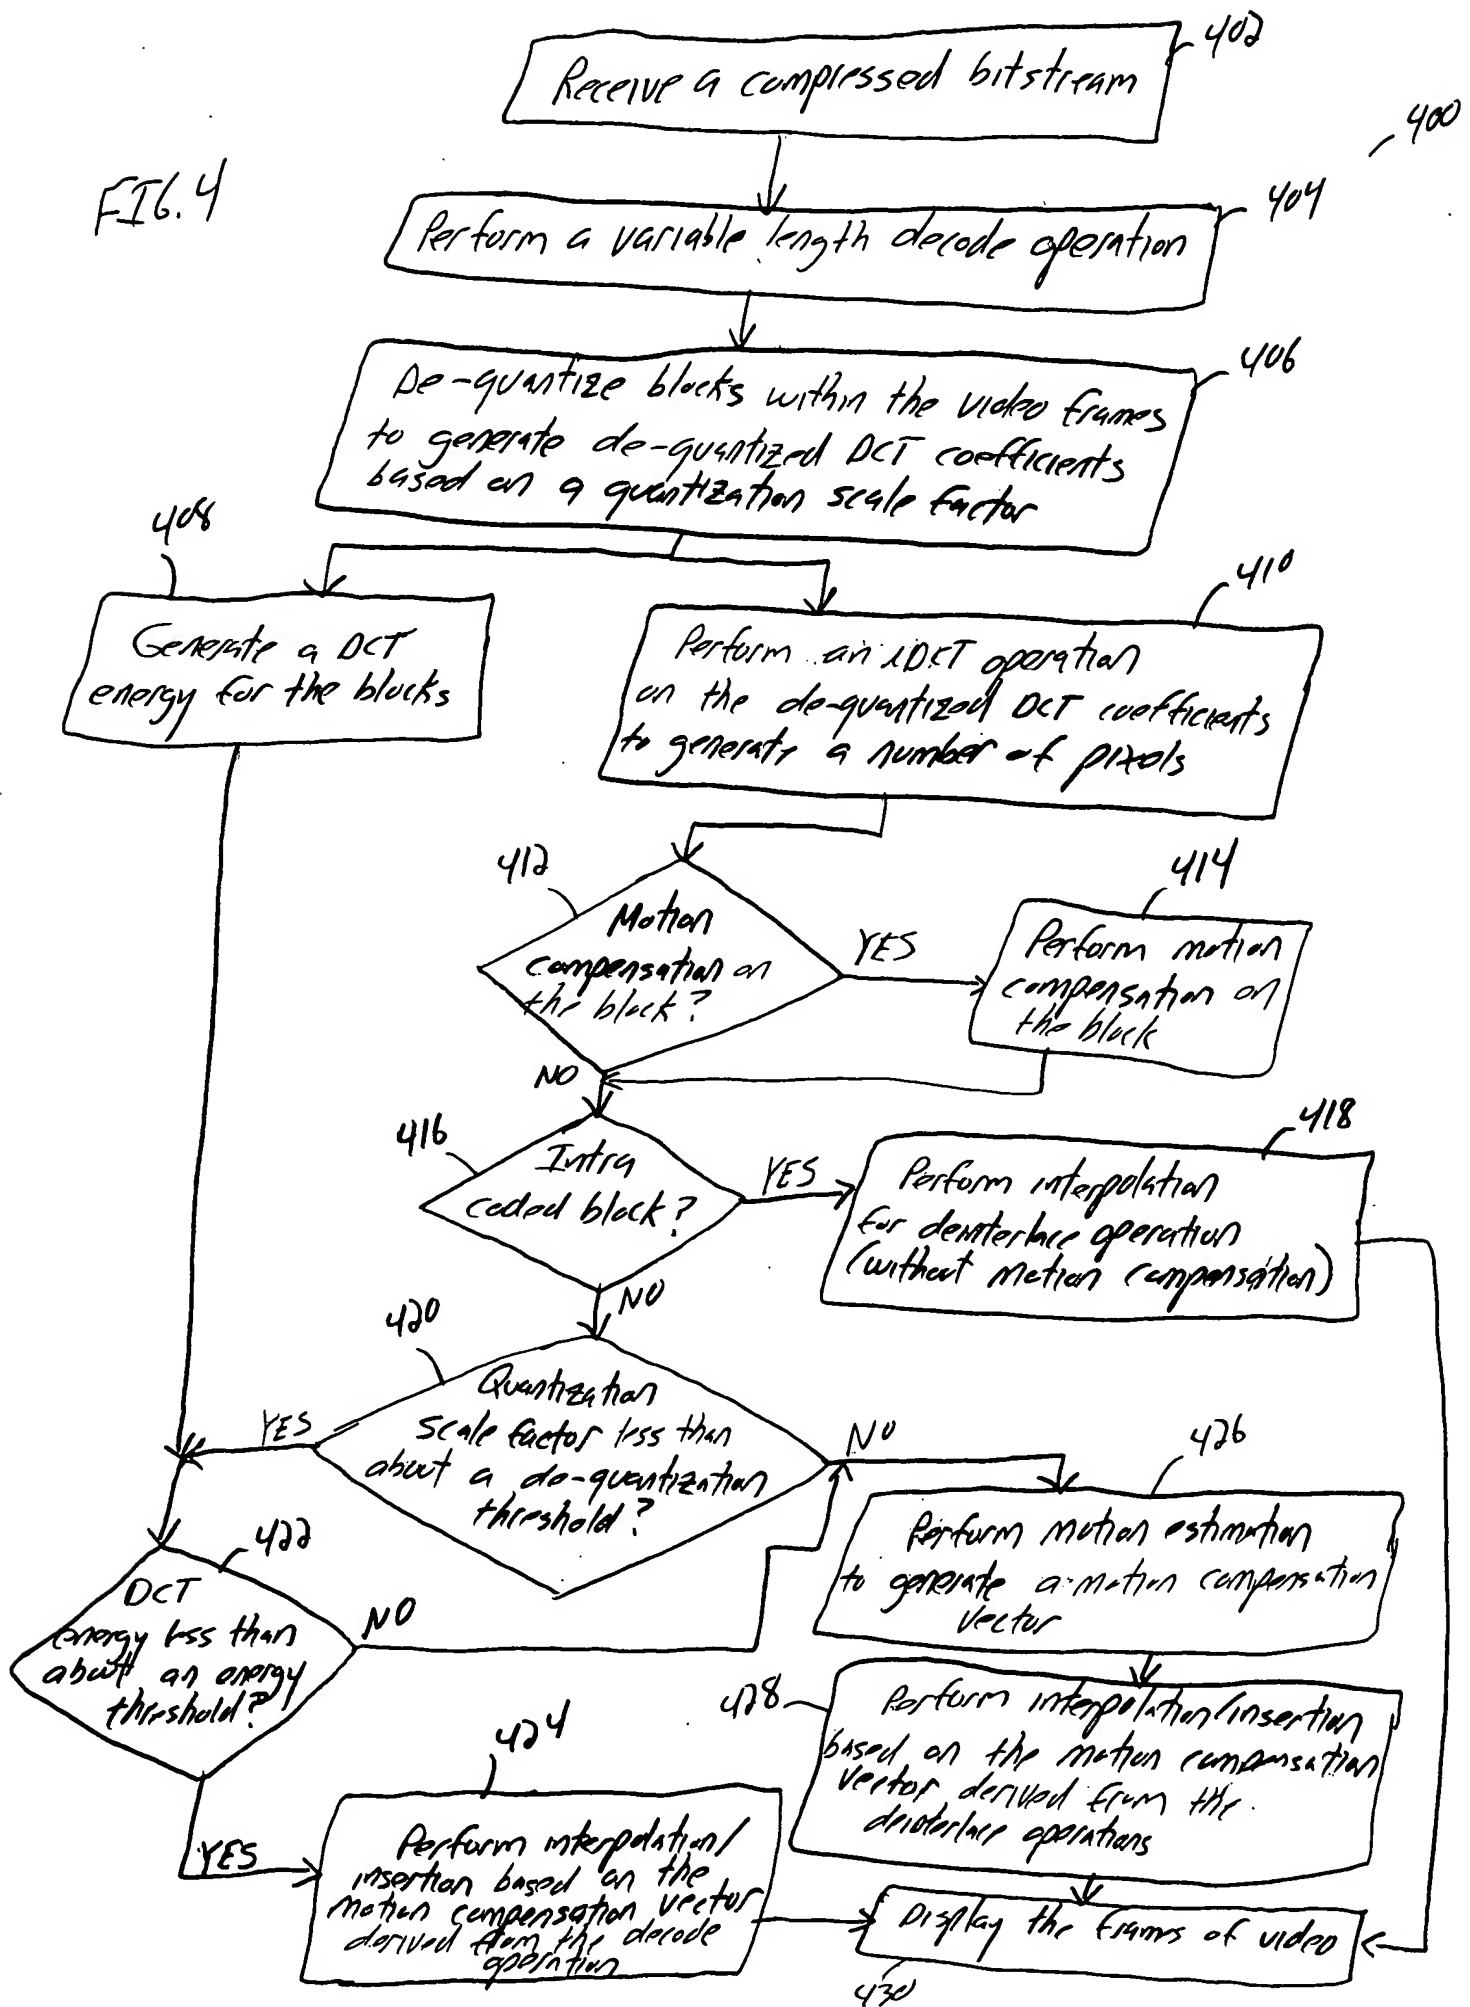 402
Receive a compressed bitstream
400
FIG. 4
404
Perform a variable length decode operation
406
De-quantize blocks within the video frames
to generate de-quantized DCT coefficients
based on a quantization scale factor
408
Generate a DCT
energy for the blocks
410
Perform an iDCT operation
on the de-quantized DCT coefficients
to generate a number of pixels
412
Motion
compensation on
the block?
YES
414
Perform motion
compensation on
the block
NO
416
Intra
coded block?
YES
418
Perform interpolation
for deinterlace operation
(without motion compensation)
NO
420
Quantization
scale factor less than
about a de-quantization
threshold?
YES
NO
422
DCT
energy less than
about an energy
threshold?
NO
426
Perform motion estimation
to generate a motion compensation
vector
428
Perform interpolation/insertion
based on the motion compensation
vector derived from the
deinterlace operations
YES
424
Perform interpolation/
insertion based on the
motion compensation vector
derived from the decode
operation
Display the frames of video
430